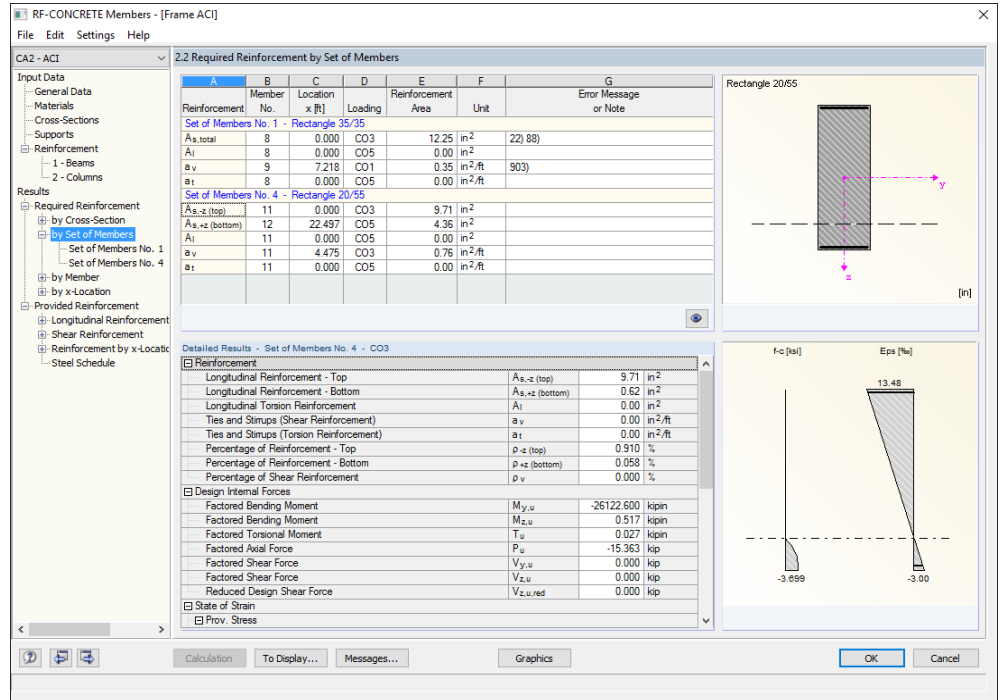 RF-CONCRETE Members - [Frame ACI]
File Edit Settings Help
CA2 - ACI
Input Data
General Data
Materials
Cross-Sections
Supports
Reinforcement
1 - Beams
2 - Columns
Results
Required Reinforcement
by Cross-Section
by Set of Members
Set of Members No. 1
Set of Members No. 4
by Member
by x-Location
Provided Reinforcement
Longitudinal Reinforcement
Shear Reinforcement
Reinforcement by x-Locatic
Steel Schedule
2.2 Required Reinforcement by Set of Members
A B C D E F G
Member Location Reinforcement Error Message
Reinforcement No. x [ft] Loading Area Unit or Note
Set of Members No. 1 - Rectangle 35/35
As,total 8 0.000 CO3 12.25 in2 22) 88)
Al 8 0.000 CO5 0.00 in2
av 9 7.218 CO1 0.35 in2/ft 903)
at 8 0.000 CO5 0.00 in2/ft
Set of Members No. 4 - Rectangle 20/55
As,-z (top) 11 0.000 CO3 9.71 in2
As,+z (bottom) 12 22.497 CO5 4.36 in2
Al 11 0.000 CO5 0.00 in2
av 11 4.475 CO3 0.76 in2/ft
at 11 0.000 CO5 0.00 in2/ft
Rectangle 20/55
y
z
[in]
Detailed Results - Set of Members No. 4 - CO3
Reinforcement
Longitudinal Reinforcement - Top As,-z (top) 9.71 in2
Longitudinal Reinforcement - Bottom As,+z (bottom) 0.62 in2
Longitudinal Torsion Reinforcement Al 0.00 in2
Ties and Stirrups (Shear Reinforcement) av 0.00 in2/ft
Ties and Stirrups (Torsion Reinforcement) at 0.00 in2/ft
Percentage of Reinforcement - Top ρ-z (top) 0.910 %
Percentage of Reinforcement - Bottom ρ+z (bottom) 0.058 %
Percentage of Shear Reinforcement ρv 0.000 %
Design Internal Forces
Factored Bending Moment My,u -26122.600 kipin
Factored Bending Moment Mz,u 0.517 kipin
Factored Torsional Moment Tu 0.027 kipin
Factored Axial Force Pu -15.363 kip
Factored Shear Force Vy,u 0.000 kip
Factored Shear Force Vz,u 0.000 kip
Reduced Design Shear Force Vz,u,red 0.000 kip
State of Strain
Prov. Stress
f-c [ksi] Eps [‰]
13.48
-3.699 -3.00
Calculation To Display... Messages... Graphics OK Cancel